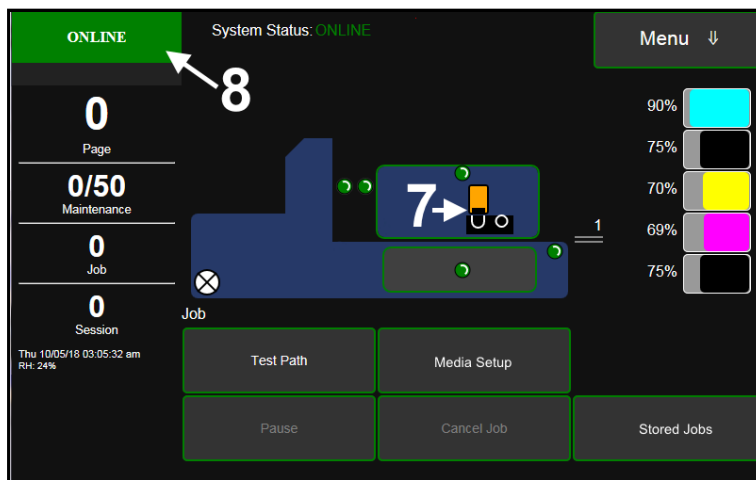 ONLINE
System Status: ONLINE
Menu ⇓
8
0
Page
0/50
Maintenance
0
Job
0
Session
Thu 10/05/18 03:05:32 am
RH: 24%
90%
75%
70%
69%
75%
7
1
Job
Test Path
Media Setup
Pause
Cancel Job
Stored Jobs